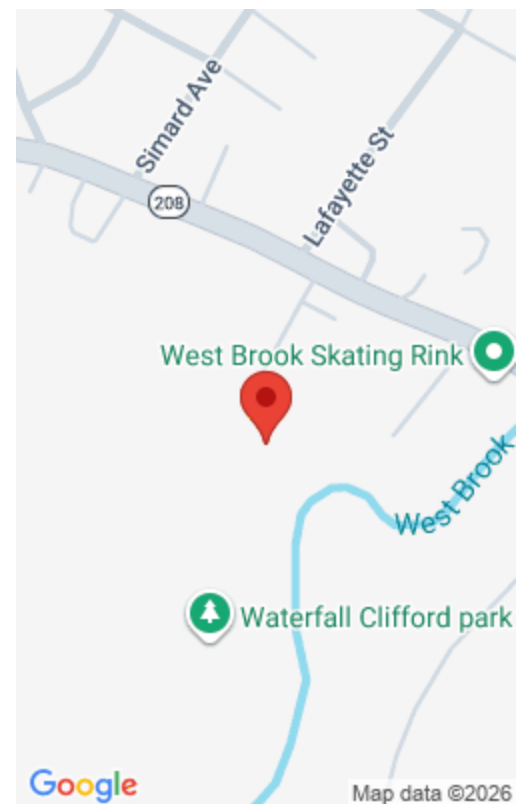 Simard Ave
208
Lafayette St
West Brook Skating Rink
West Brook
Waterfall Clifford park
Google
Map data ©2026